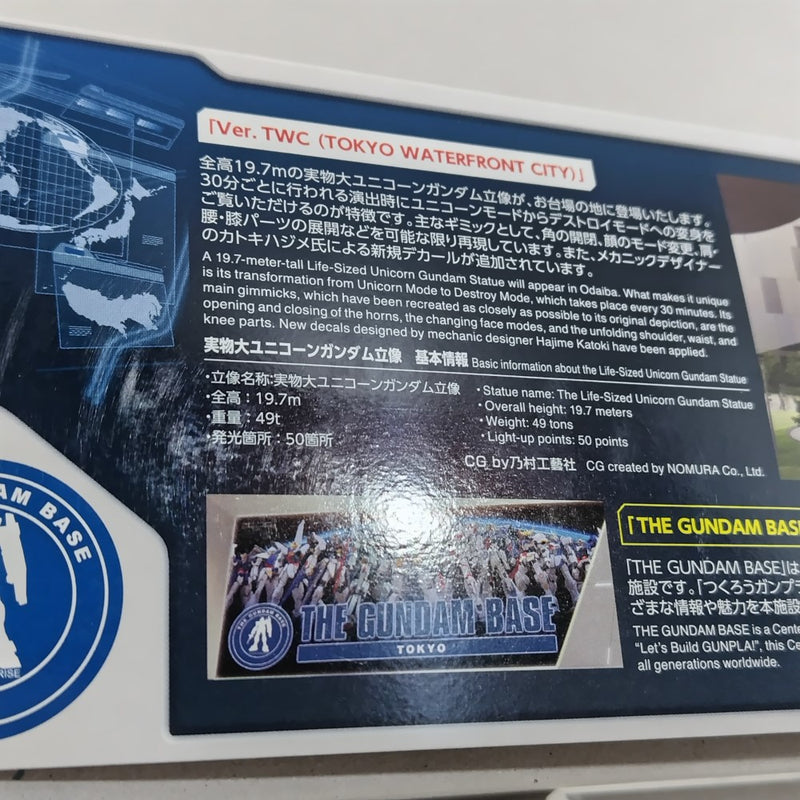 「Ver. TWC (TOKYO WATERFRONT CITY)」
全高19.7mの実物大ユニコーンガンダム立像が、お台場の地に登場いたします。
30分ごとに行われる演出時にユニコーンモードからデストロイモードへの変身を
ご覧いただけるのが特徴です。主なギミックとして、角の開閉、顔のモード変更、肩・
腰・膝パーツの展開などを可能な限り再現しています。また、メカニックデザイナー
のカトキハジメ氏による新規デカールが追加されています。
A 19.7-meter-tall Life-Sized Unicorn Gundam Statue will appear in Odaiba. What makes it unique
is its transformation from Unicorn Mode to Destroy Mode, which takes place every 30 minutes. Its
main gimmicks, which have been recreated as closely as possible to its original depiction, are the
opening and closing of the horns, the changing face modes, and the unfolding shoulder, waist, and
knee parts. New decals designed by mechanic designer Hajime Katoki have been applied.
実物大ユニコーンガンダム立像 基本情報 Basic information about the Life-Sized Unicorn Gundam Statue
・立像名称:実物大ユニコーンガンダム立像
・全高：19.7m
・重量：49t
・発光箇所：50箇所
・Statue name: The Life-Sized Unicorn Gundam Statue
・Overall height: 19.7 meters
・Weight: 49 tons
・Light-up points: 50 points
CG by乃村工藝社 CG created by NOMURA Co., Ltd.
THE GUNDAM BASE
THE GUNDAM BASE
TOKYO
「THE GUNDAM BASE
「THE GUNDAM BASE」は
施設です。「つくろうガンプラ
ざまな情報や魅力を本施設
THE GUNDAM BASE is a Cente
"Let's Build GUNPLA!", this Ce
all generations worldwide.
AM BASE
RISE